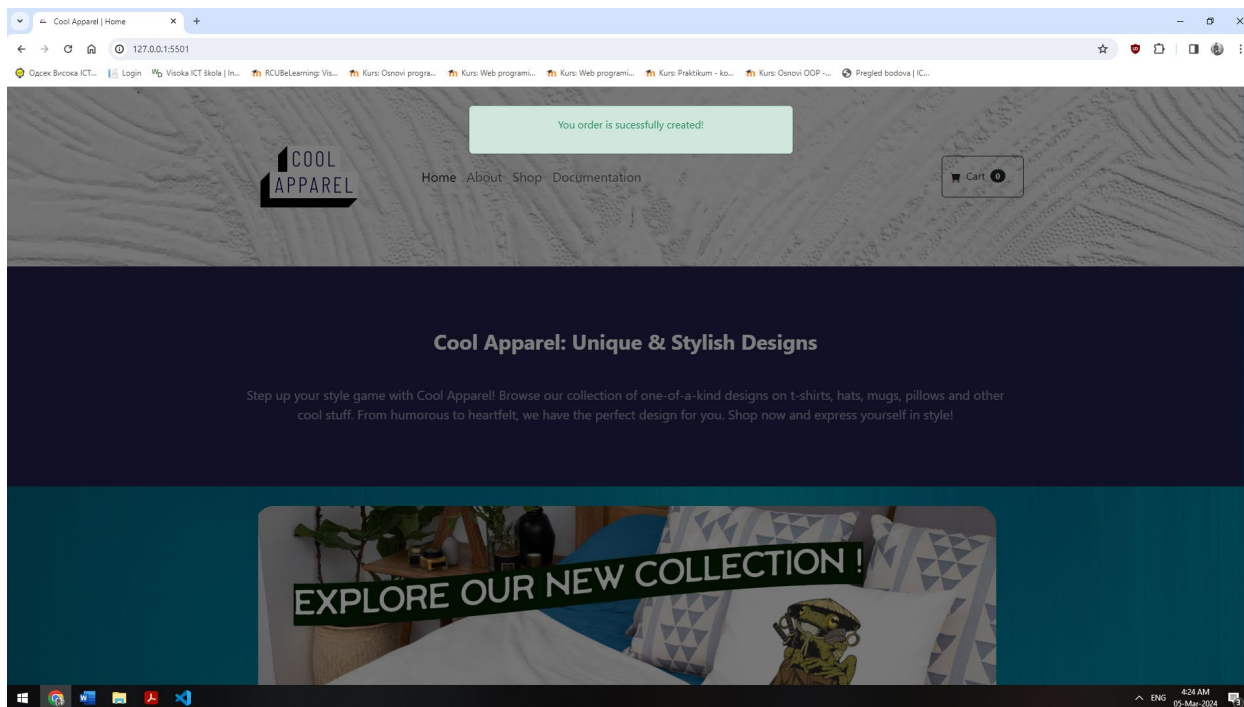 Cool Apparel | Home
127.0.0.1:5501
Одсек Висока ІСТ... Login Visoka ICT škola | In... RCUBeLearning: Vis... Kurs: Osnovi progra... Kurs: Web programi... Kurs: Web programi... Kurs: Praktikum - ko... Kurs: Osnovi OOP -... Pregled bodova | IC...
You order is sucessfully created!
COOL
APPAREL
Home About Shop Documentation
Cart 0
Cool Apparel: Unique & Stylish Designs
Step up your style game with Cool Apparel! Browse our collection of one-of-a-kind designs on t-shirts, hats, mugs, pillows and other
cool stuff. From humorous to heartfelt, we have the perfect design for you. Shop now and express yourself in style!
EXPLORE OUR NEW COLLECTION !
ENG
4:24 AM
05-Mar-2024
3